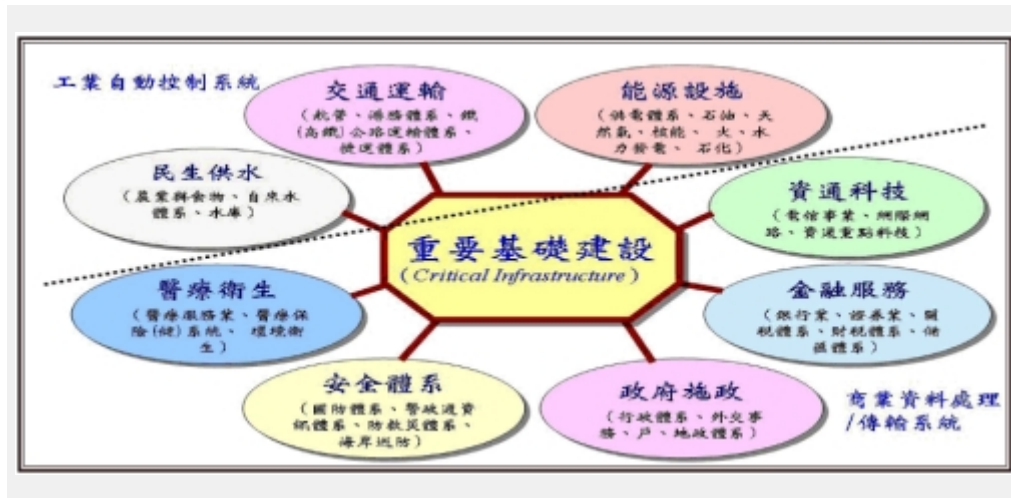 工業自動控制系統
交通運輸
(航管、港務體系、鐵
(高鐵)公路運輸體系、
捷運體系)
能源設施
(供電體系、石油、天
然氣、核能、火、水
力發電、石化)
民生供水
(農業與食物、自來水
體系、水庫)
資通科技
(電信事業、網際網
路、資通重點科技)
重要基礎建設
(Critical Infrastructure)
醫療衛生
(醫療服務業、醫療保
險(健)系統、環境衛
生)
金融服務
(銀行業、證券業、關
稅體系、財稅體系、儲
匯體系)
安全體系
(國防體系、警政通資
訊體系、防救災體系、
海岸巡防)
政府施政
(行政體系、外交事
務、戶、地政體系)
商業資料處理
/傳輸系統